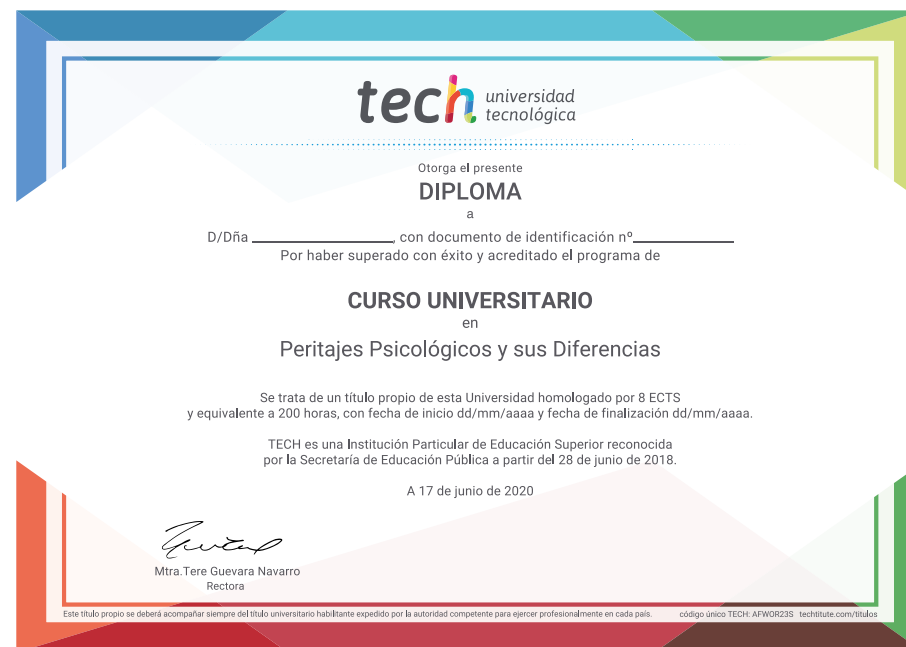 tech universidad
tecnológica
Otorga el presente
DIPLOMA
a
D/Dña ____________________, con documento de identificación nº______________
Por haber superado con éxito y acreditado el programa de
CURSO UNIVERSITARIO
en
Peritajes Psicológicos y sus Diferencias
Se trata de un título propio de esta Universidad homologado por 8 ECTS
y equivalente a 200 horas, con fecha de inicio dd/mm/aaaa y fecha de finalización dd/mm/aaaa.
TECH es una Institución Particular de Educación Superior reconocida
por la Secretaría de Educación Pública a partir del 28 de junio de 2018.
A 17 de junio de 2020
Mtra.Tere Guevara Navarro
Rectora
Este título propio se deberá acompañar siempre del título universitario habilitante expedido por la autoridad competente para ejercer profesionalmente en cada país. código único TECH: AFWOR23S techtitute.com/titulos